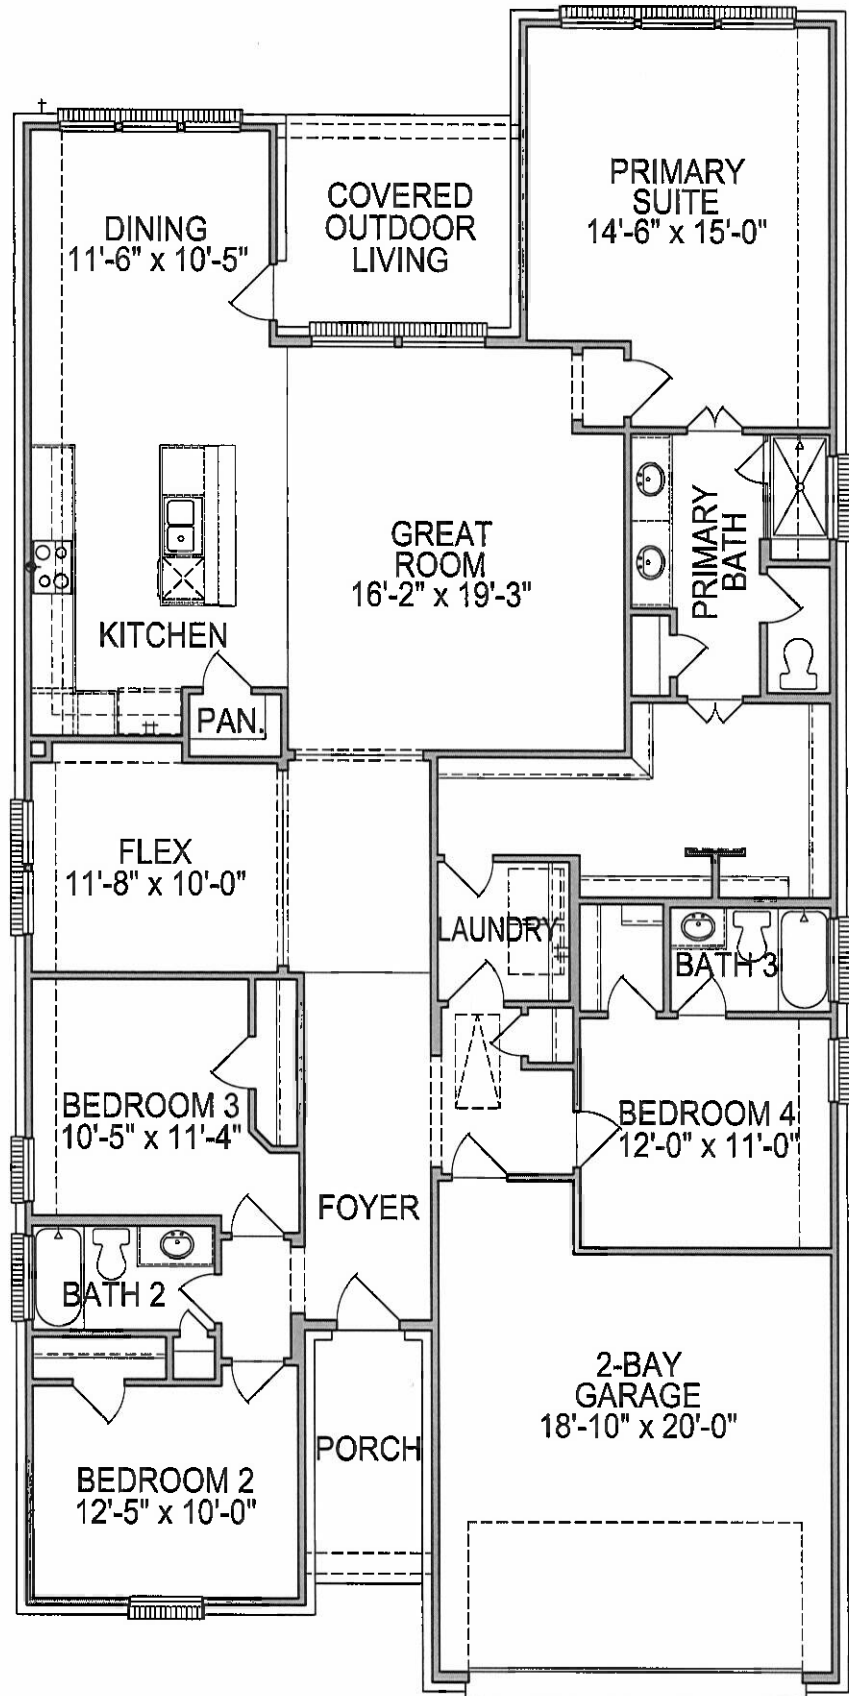 PRIMARY
SUITE
14'-6" x 15'-0"
COVERED
OUTDOOR
LIVING
DINING
11'-6" x 10'-5"
GREAT
ROOM
16'-2" x 19'-3"
PRIMARY
BATH
KITCHEN
PAN.
FLEX
11'-8" x 10'-0"
LAUNDRY
BATH 3
BEDROOM 3
10'-5" x 11'-4"
BEDROOM 4
12'-0" x 11'-0"
FOYER
BATH 2
2-BAY
GARAGE
18'-10" x 20'-0"
PORCH
BEDROOM 2
12'-5" x 10'-0"